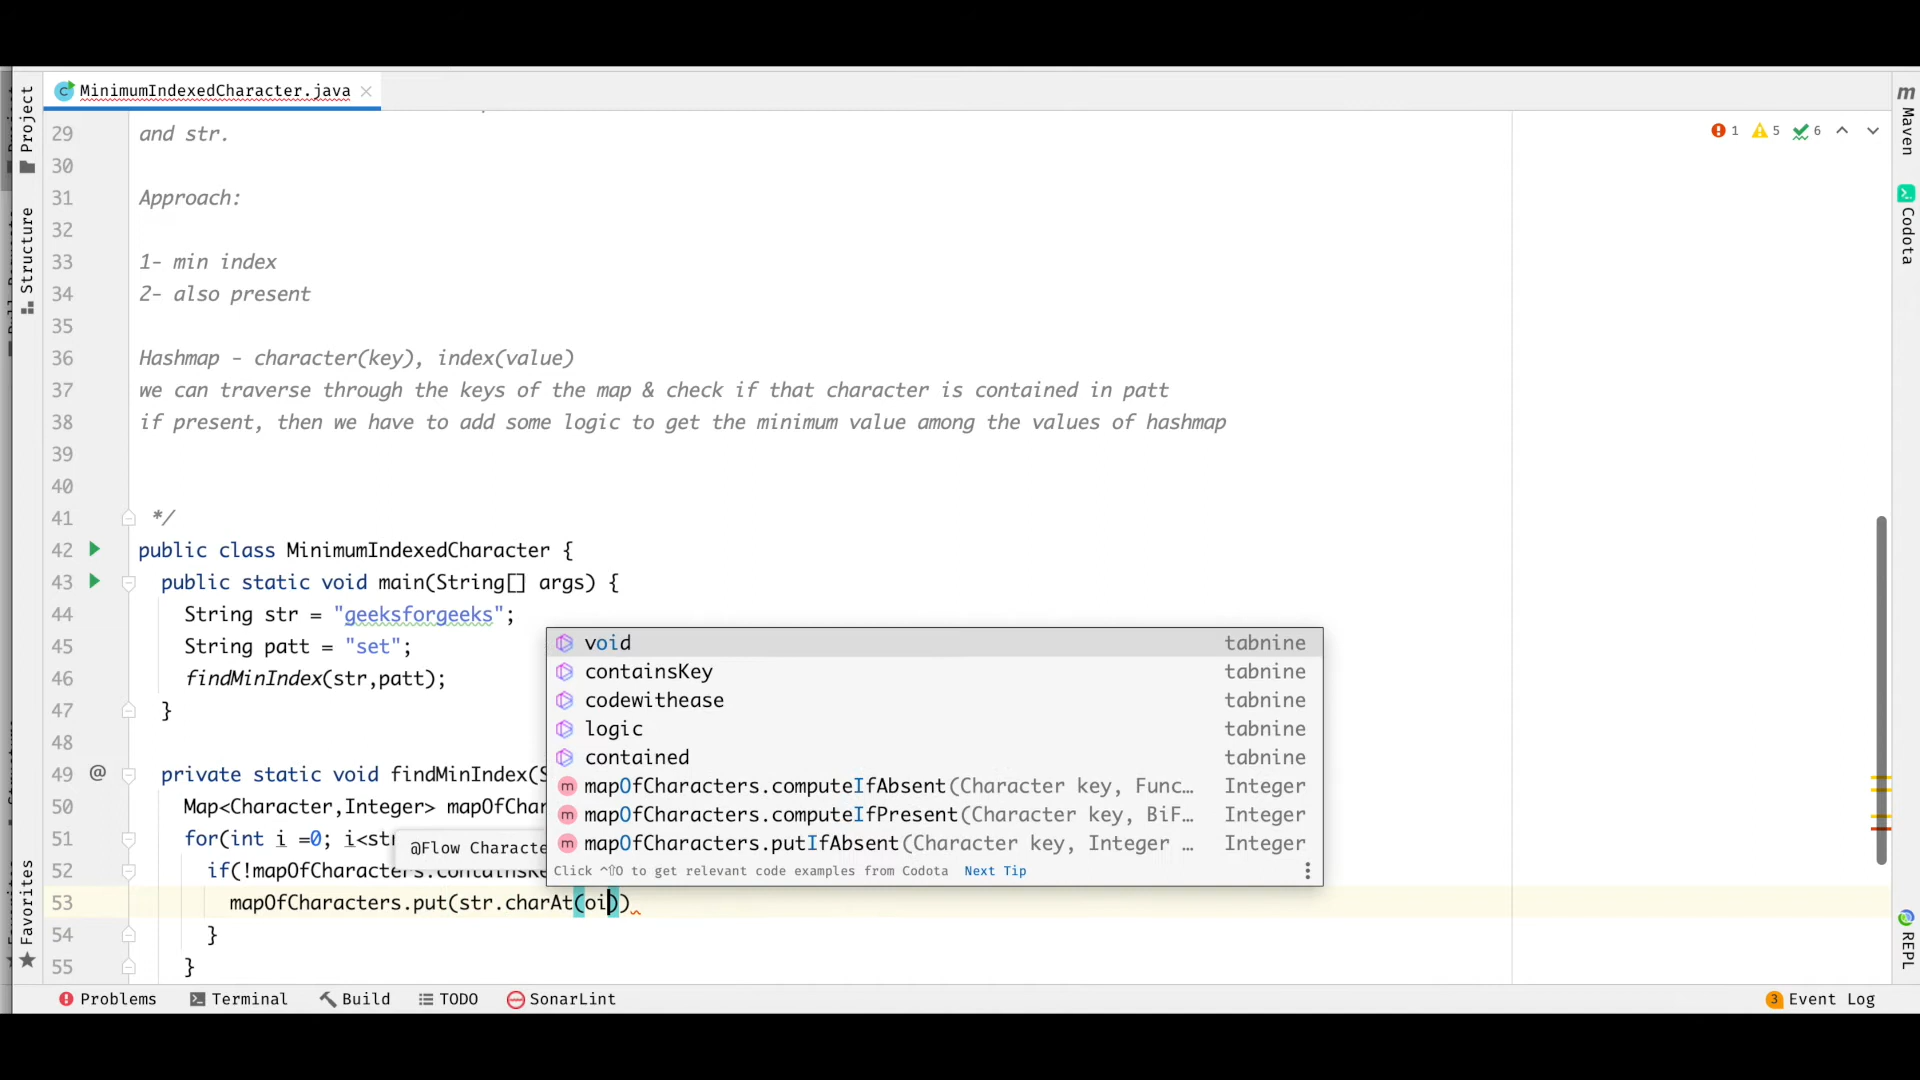 MinimumIndexedCharacter.java
29 and str.
30
31 Approach:
32
33 1- min index
34 2- also present
35
36 Hashmap - character(key), index(value)
37 we can traverse through the keys of the map & check if that character is contained in patt
38 if present, then we have to add some logic to get the minimum value among the values of hashmap
39
40
41 */
42 public class MinimumIndexedCharacter {
43 public static void main(String[] args) {
44 String str = "geeksforgeeks";
45 String patt = "set";
46 findMinIndex(str,patt);
47 }
48
49 @ private static void findMinIndex(
50 Map<Character,Integer> mapOfChar
51 for(int i =0; i<str
@Flow Characte
52 if(!mapOfCharacters.containsKe
53 mapOfCharacters.put(str.charAt(oi))
54 }
55 }
void tabnine
containsKey tabnine
codewithease tabnine
logic tabnine
contained tabnine
mapOfCharacters.computeIfAbsent(Character key, Func… Integer
mapOfCharacters.computeIfPresent(Character key, BiF… Integer
mapOfCharacters.putIfAbsent(Character key, Integer … Integer
Click ^⇧O to get relevant code examples from Codota Next Tip
1 5 6
Project
Structure
Favorites
m
Maven
Codota
REPL
Problems Terminal Build TODO SonarLint 3 Event Log